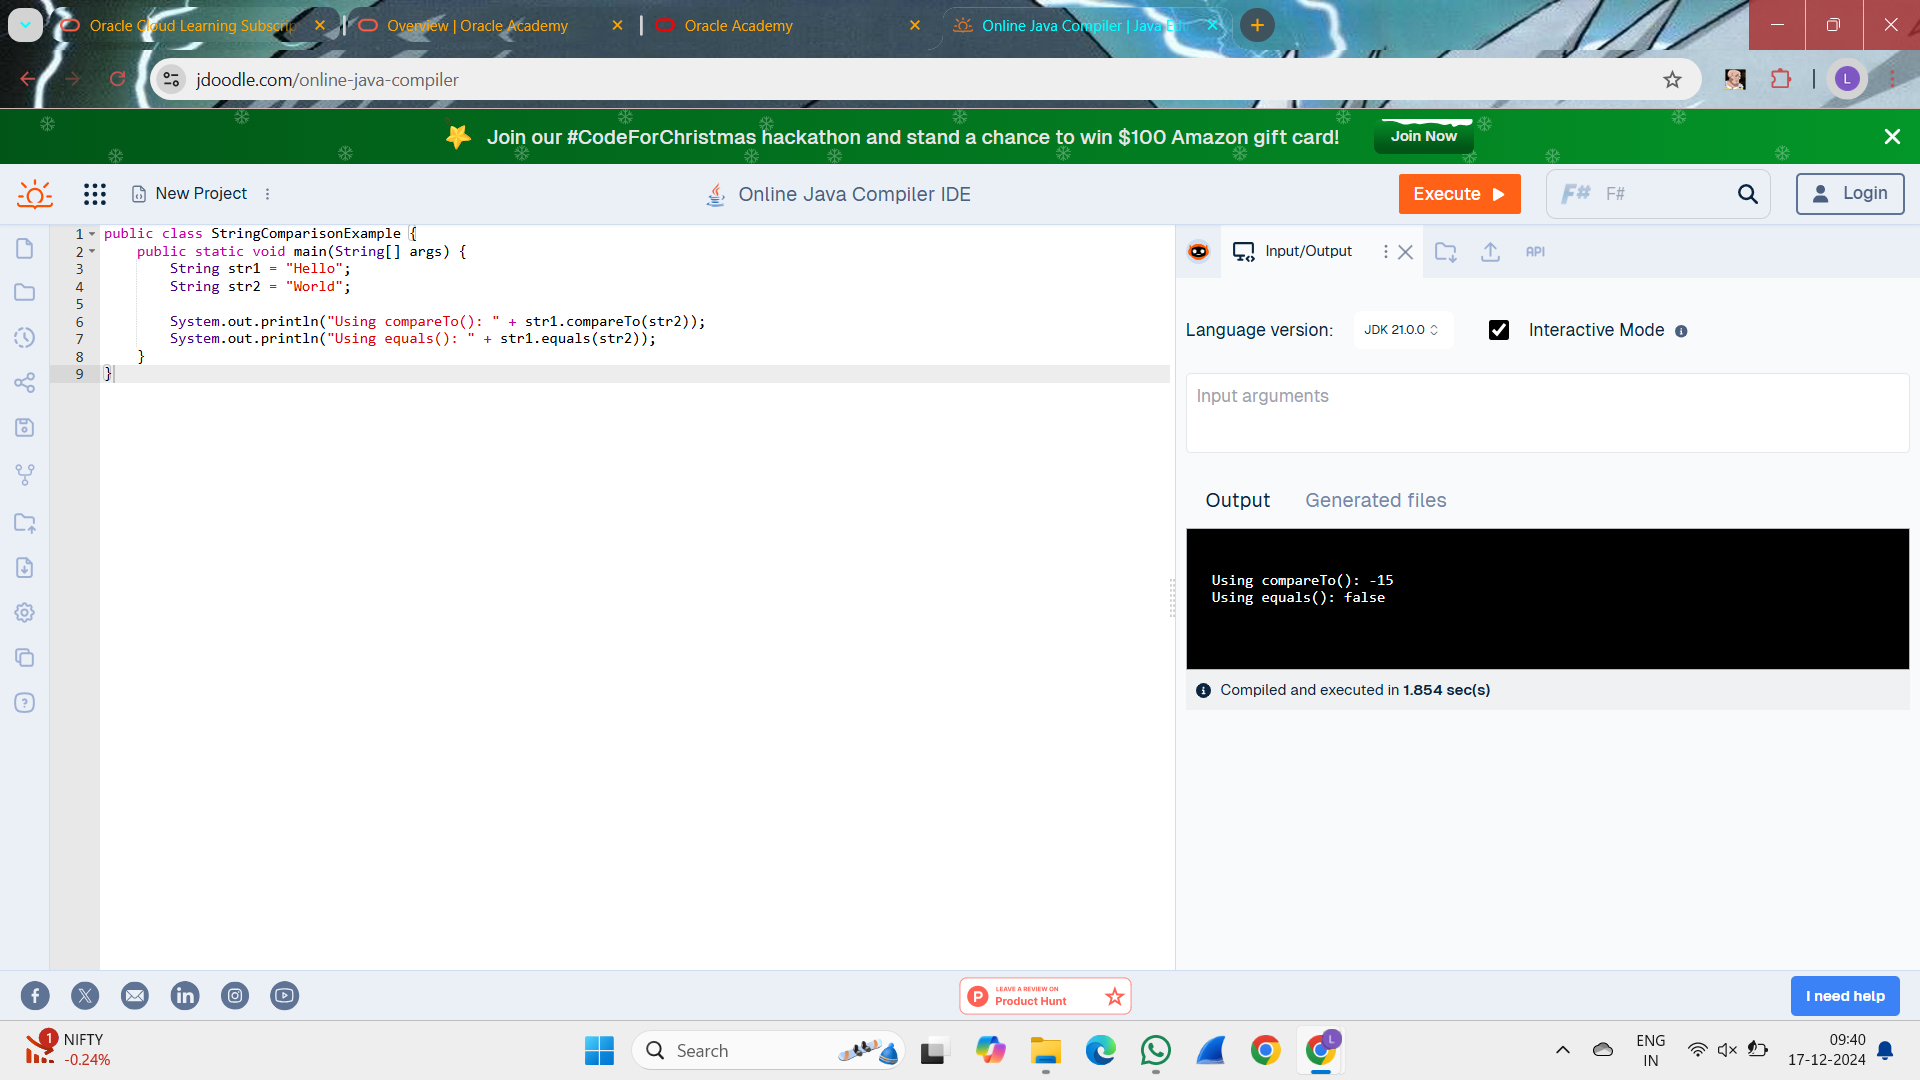 Oracle Cloud Learning Subscrip
Overview | Oracle Academy
Oracle Academy
Online Java Compiler | Java Edi
jdoodle.com/online-java-compiler
L
Join our #CodeForChristmas hackathon and stand a chance to win $100 Amazon gift card!
Join Now
New Project
Online Java Compiler IDE
Execute
F#
F#
Login
1 public class StringComparisonExample {
2 public static void main(String[] args) {
3 String str1 = "Hello";
4 String str2 = "World";
5
6 System.out.println("Using compareTo(): " + str1.compareTo(str2));
7 System.out.println("Using equals(): " + str1.equals(str2));
8 }
9 }
Input/Output
API
Language version:
JDK 21.0.0
Interactive Mode
Input arguments
Output
Generated files
Using compareTo(): -15
Using equals(): false
Compiled and executed in 1.854 sec(s)
LEAVE A REVIEW ON
P Product Hunt
I need help
1
NIFTY
-0.24%
Search
L
ENG
IN
09:40
17-12-2024